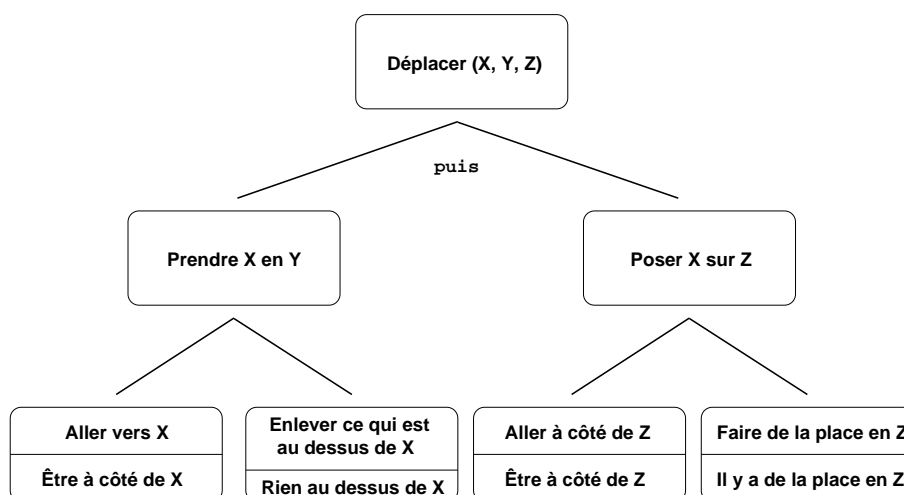 Déplacer (X, Y, Z)
puis
Prendre X en Y
Poser X sur Z
Aller vers X
Être à côté de X
Enlever ce qui est
au dessus de X
Rien au dessus de X
Aller à côté de Z
Être à côté de Z
Faire de la place en Z
Il y a de la place en Z